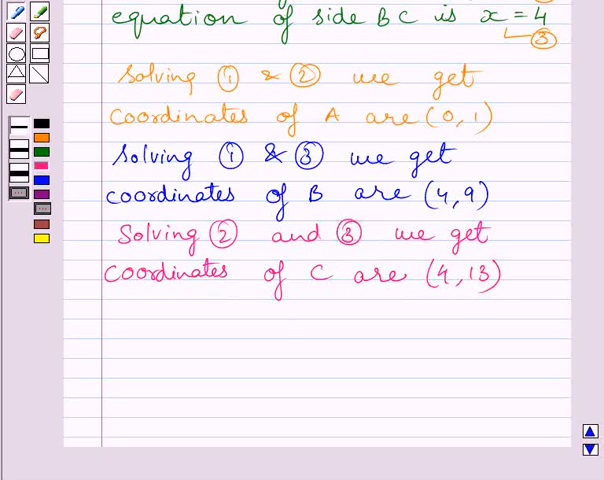 equation of side BC is x = 4
③
Solving ① & ② we get
coordinates of A are (0,1)
Solving ① & ③ we get
coordinates of B are (4,9)
Solving ② and ③ we get
coordinates of C are (4,13)